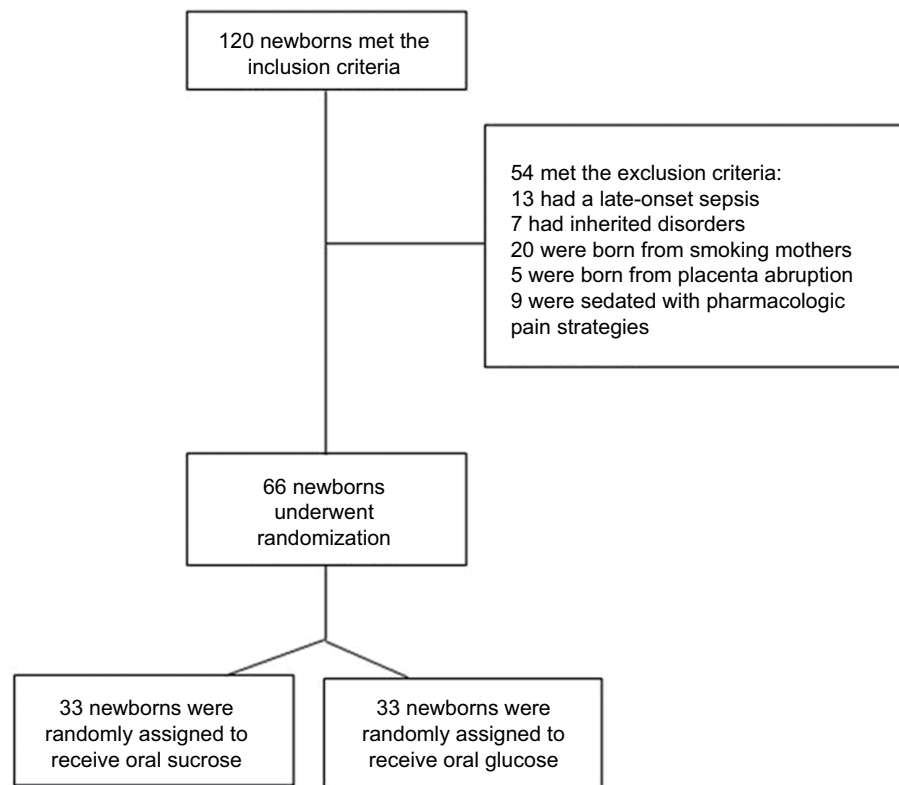 120 newborns met the
inclusion criteria
54 met the exclusion criteria:
13 had a late-onset sepsis
7 had inherited disorders
20 were born from smoking mothers
5 were born from placenta abruption
9 were sedated with pharmacologic
pain strategies
66 newborns
underwent
randomization
33 newborns were
randomly assigned to
receive oral sucrose
33 newborns were
randomly assigned to
receive oral glucose